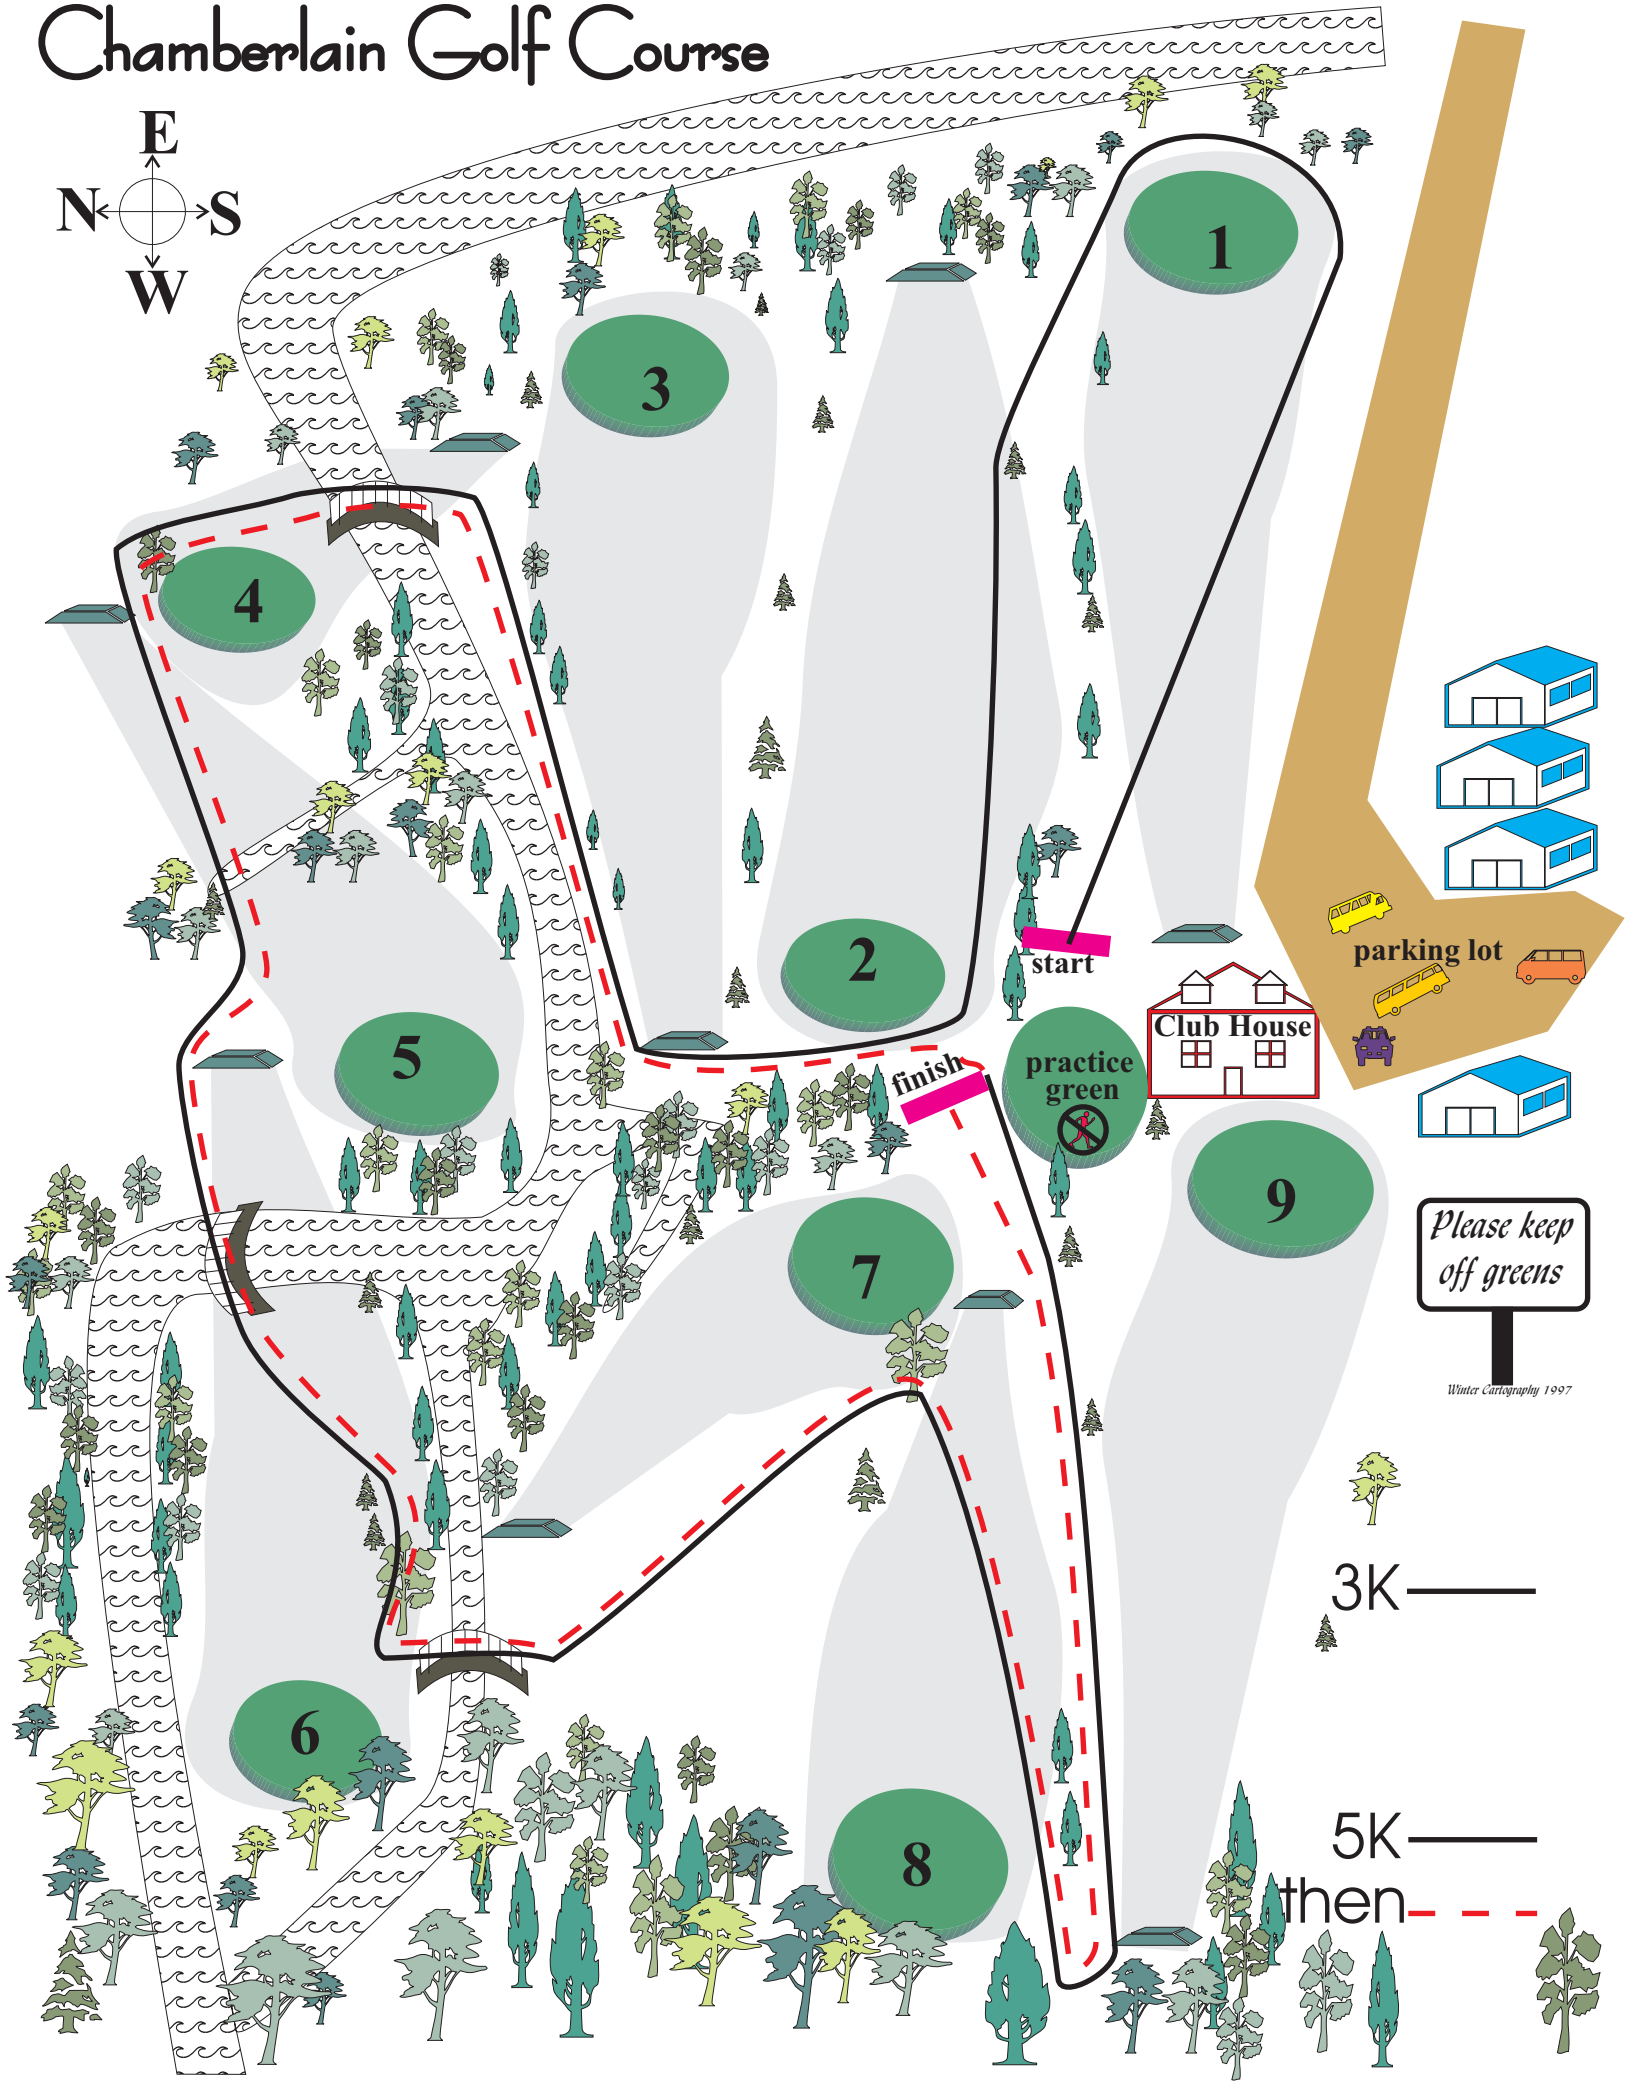 Chamberlain Golf Course
E
N S
W
1
3
4
2
start
parking lot
Club House
5
practice
green
finish
9
7
Please keep
off greens
Winter Cartography 1997
3K
6
5K
8
then